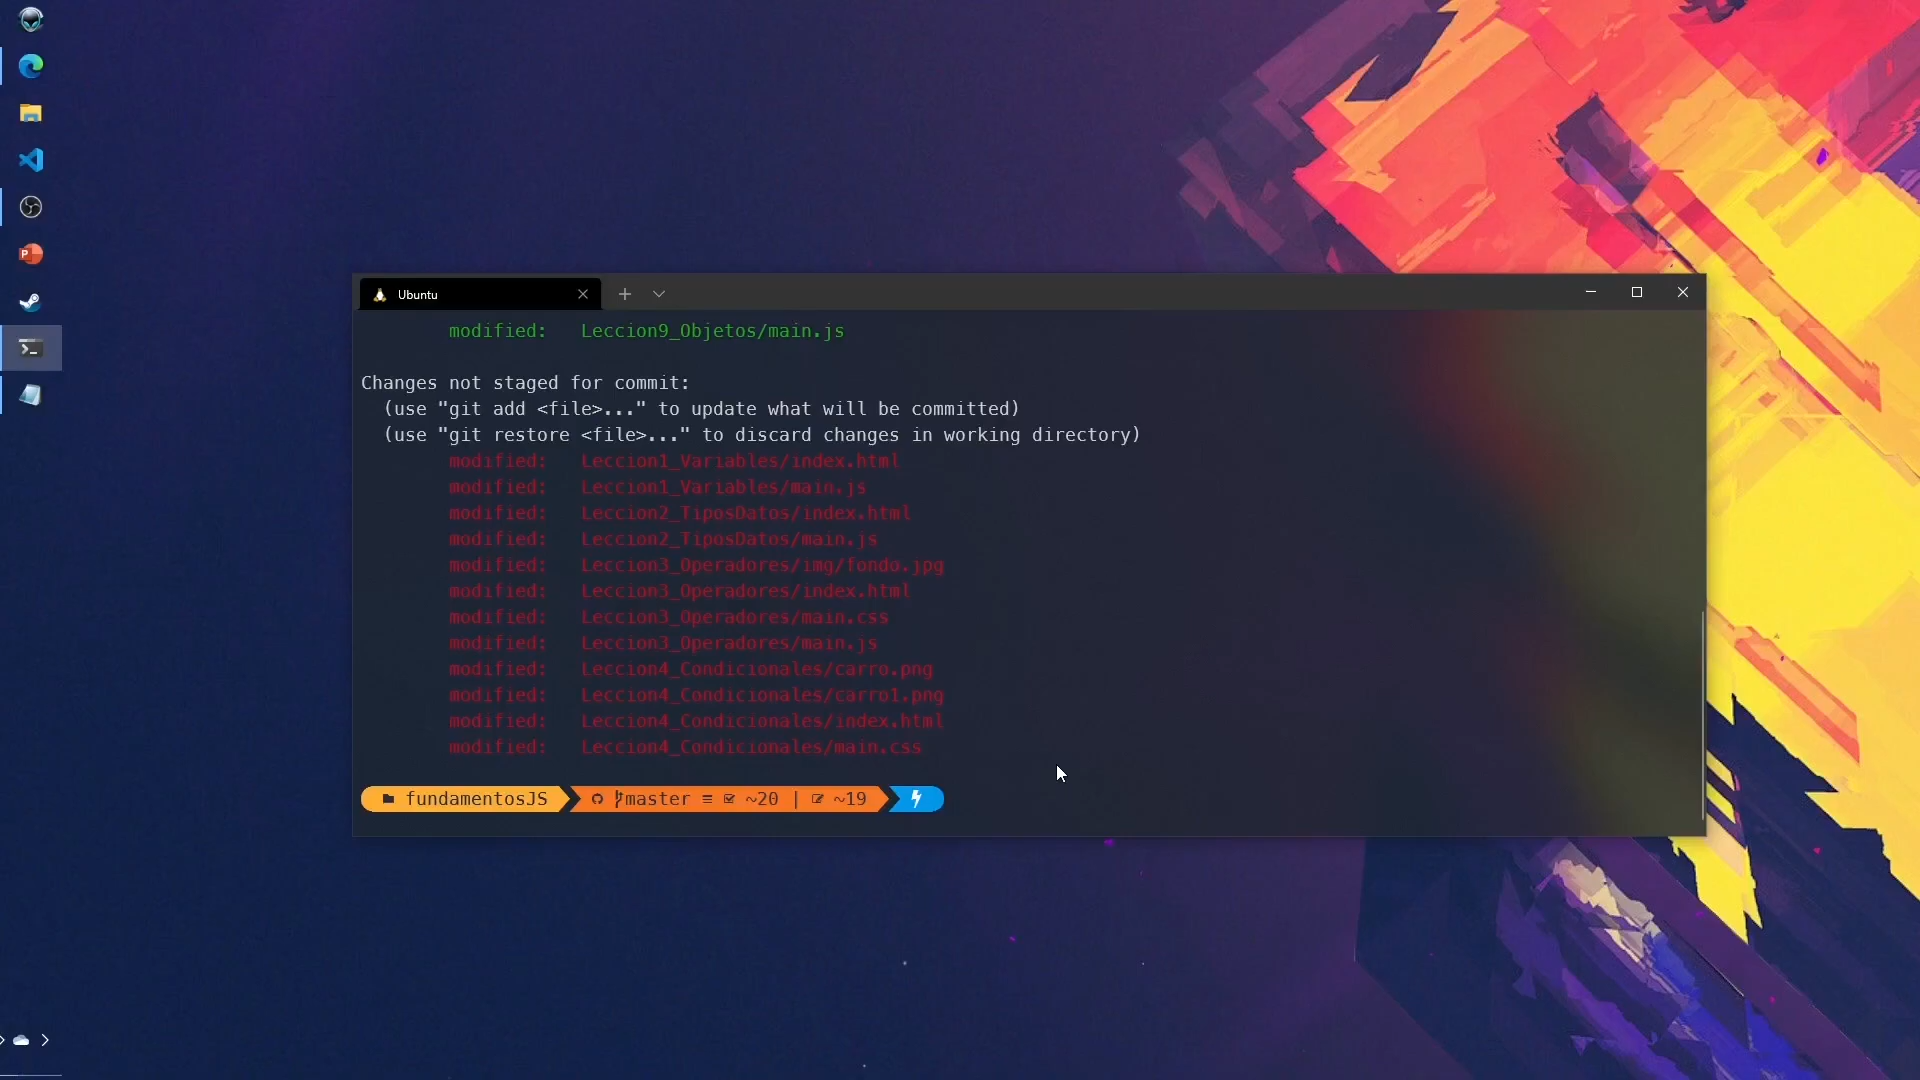 Ubuntu
modified: Leccion9_Objetos/main.js
Changes not staged for commit:
(use "git add <file>..." to update what will be committed)
(use "git restore <file>..." to discard changes in working directory)
modified: Leccion1_Variables/index.html
modified: Leccion1_Variables/main.js
modified: Leccion2_TiposDatos/index.html
modified: Leccion2_TiposDatos/main.js
modified: Leccion3_Operadores/img/fondo.jpg
modified: Leccion3_Operadores/index.html
modified: Leccion3_Operadores/main.css
modified: Leccion3_Operadores/main.js
modified: Leccion4_Condicionales/carro.png
modified: Leccion4_Condicionales/carro1.png
modified: Leccion4_Condicionales/index.html
modified: Leccion4_Condicionales/main.css
fundamentosJS master ≡ ~20 | ~19